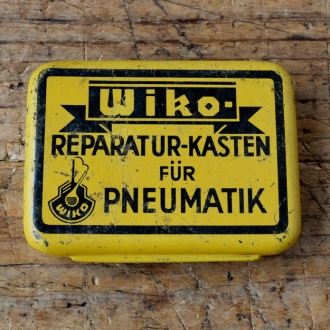 Wiko-
REPARATUR-KASTEN
FÜR
PNEUMATIK
WIKO